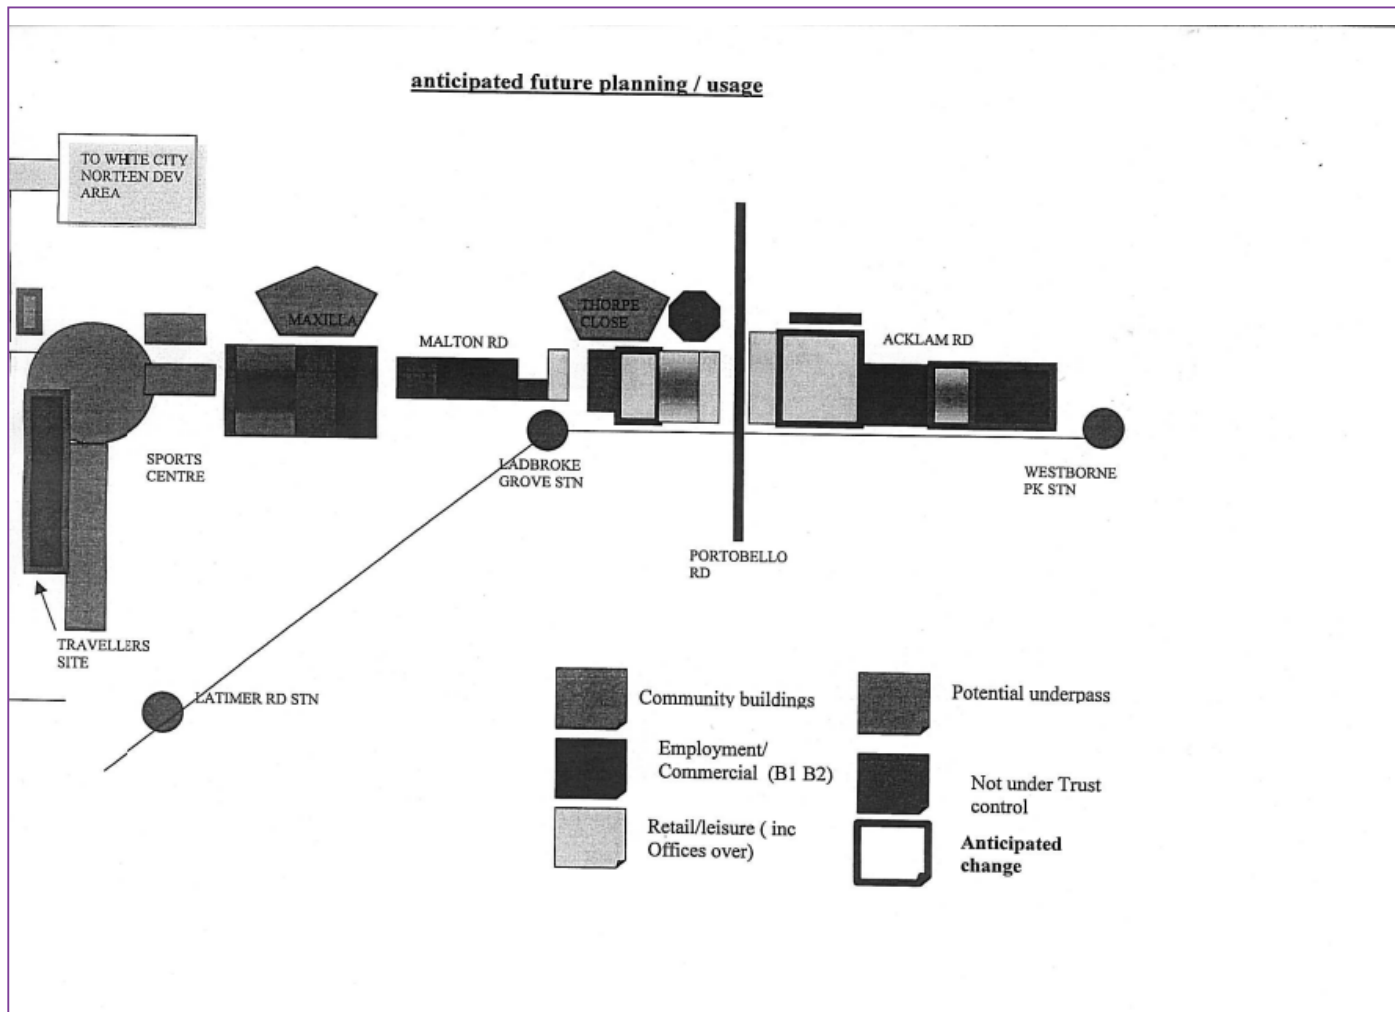 anticipated future planning / usage
TO WHITE CITY
NORTHEN DEV
AREA
MAXILLA
THORPE
CLOSE
MALTON RD
ACKLAM RD
SPORTS
CENTRE
LADBROKE
GROVE STN
WESTBORNE
PK STN
PORTOBELLO
RD
TRAVELLERS
SITE
LATIMER RD STN
Community buildings
Potential underpass
Employment/
Commercial (B1 B2)
Not under Trust
control
Retail/leisure ( inc
Offices over)
Anticipated
change